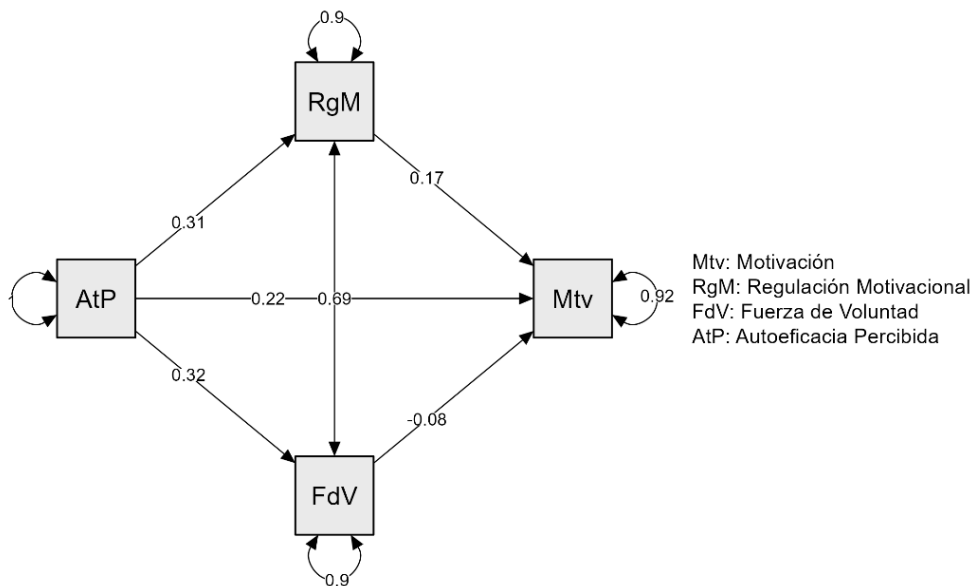 0.9
RgM
0.31
0.17
AtP
0.22
0.69
Mtv
0.92
0.32
-0.08
FdV
0.9
Mtv: Motivación
RgM: Regulación Motivacional
FdV: Fuerza de Voluntad
AtP: Autoeficacia Percibida